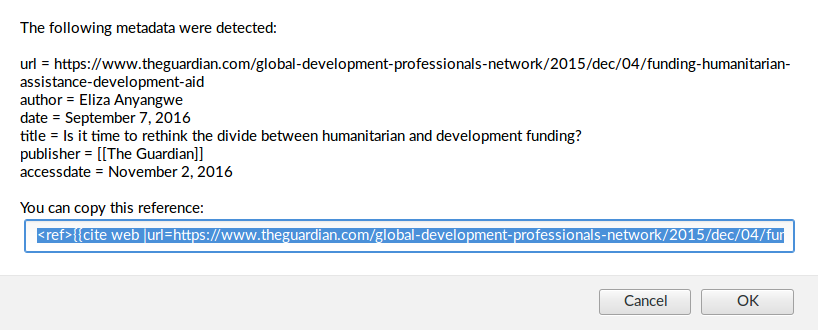 The following metadata were detected:
url = https://www.theguardian.com/global-development-professionals-network/2015/dec/04/funding-humanitarian-
assistance-development-aid
author = Eliza Anyangwe
date = September 7, 2016
title = Is it time to rethink the divide between humanitarian and development funding?
publisher = [[The Guardian]]
accessdate = November 2, 2016
You can copy this reference:
<ref>{{cite web |url=https://www.theguardian.com/global-development-professionals-network/2015/dec/04/fur
Cancel OK